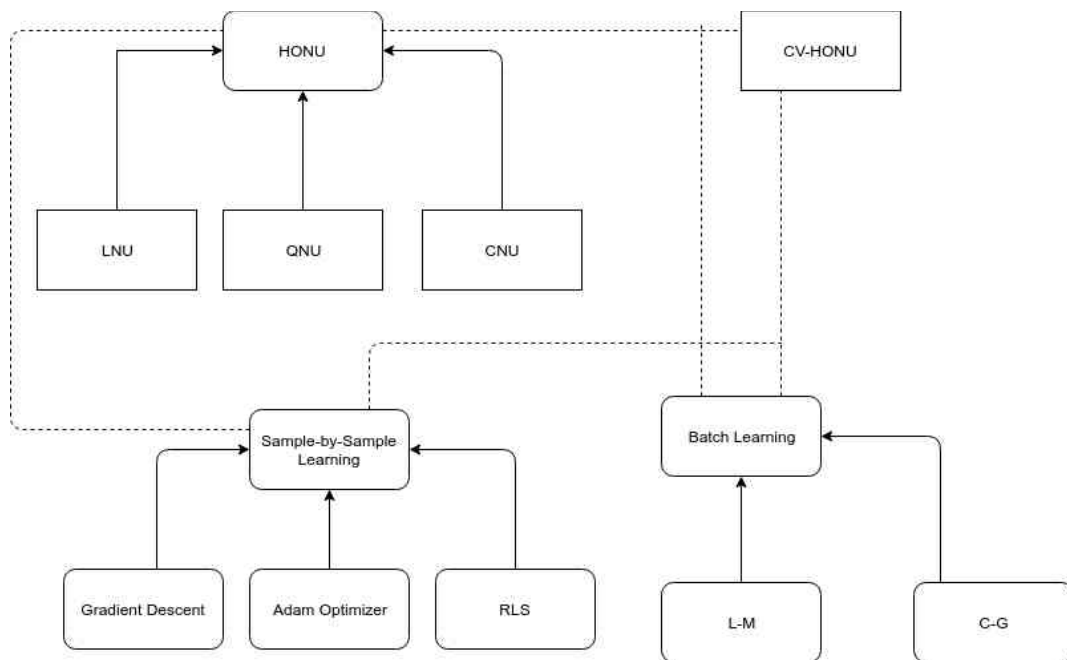 HONU
CV-HONU
LNU
QNU
CNU
Sample-by-Sample
Learning
Batch Learning
Gradient Descent
Adam Optimizer
RLS
L-M
C-G